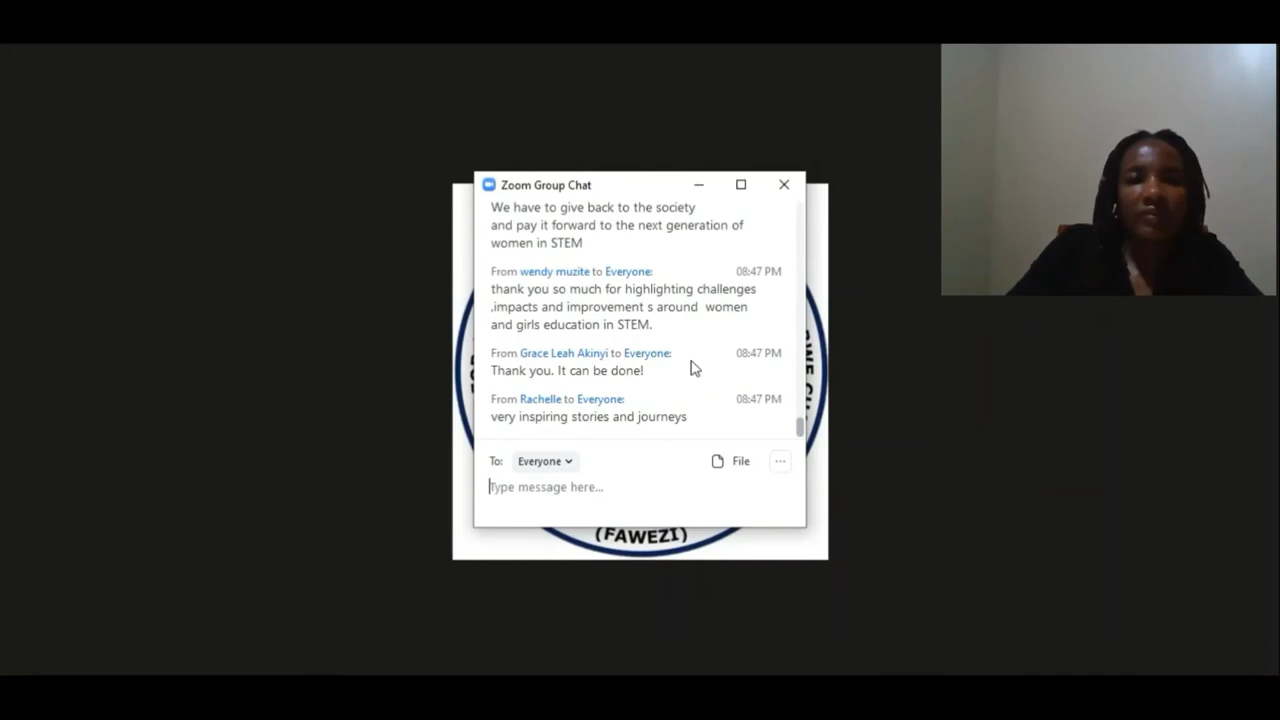 Zoom Group Chat
We have to give back to the society
and pay it forward to the next generation of
women in STEM
From wendy muzite to Everyone: 08:47 PM
thank you so much for highlighting challenges
,impacts and improvement s around women
and girls education in STEM.
From Grace Leah Akinyi to Everyone: 08:47 PM
Thank you. It can be done!
From Rachelle to Everyone: 08:47 PM
very inspiring stories and journeys
To: Everyone File
Type message here...
(FAWEZI)